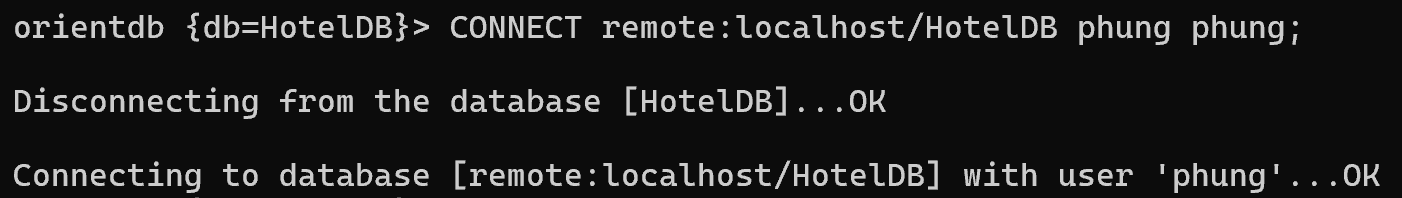 orientdb {db=HotelDB}> CONNECT remote:localhost/HotelDB phung phung;
Disconnecting from the database [HotelDB]...OK
Connecting to database [remote:localhost/HotelDB] with user 'phung'...OK